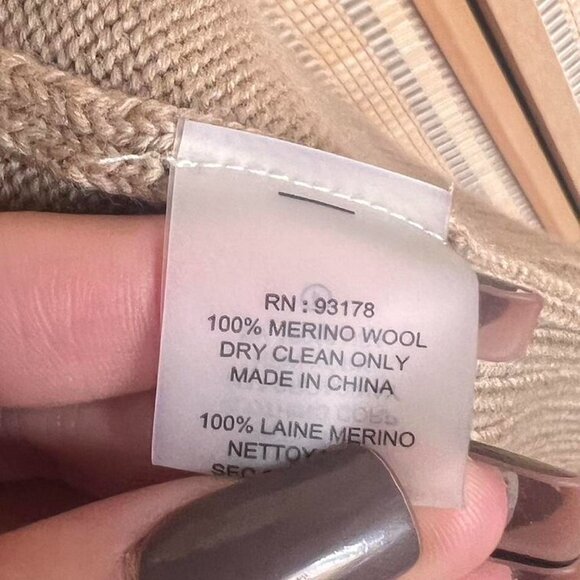 RN : 93178
100% MERINO WOOL
DRY CLEAN ONLY
MADE IN CHINA
100% LAINE MERINO